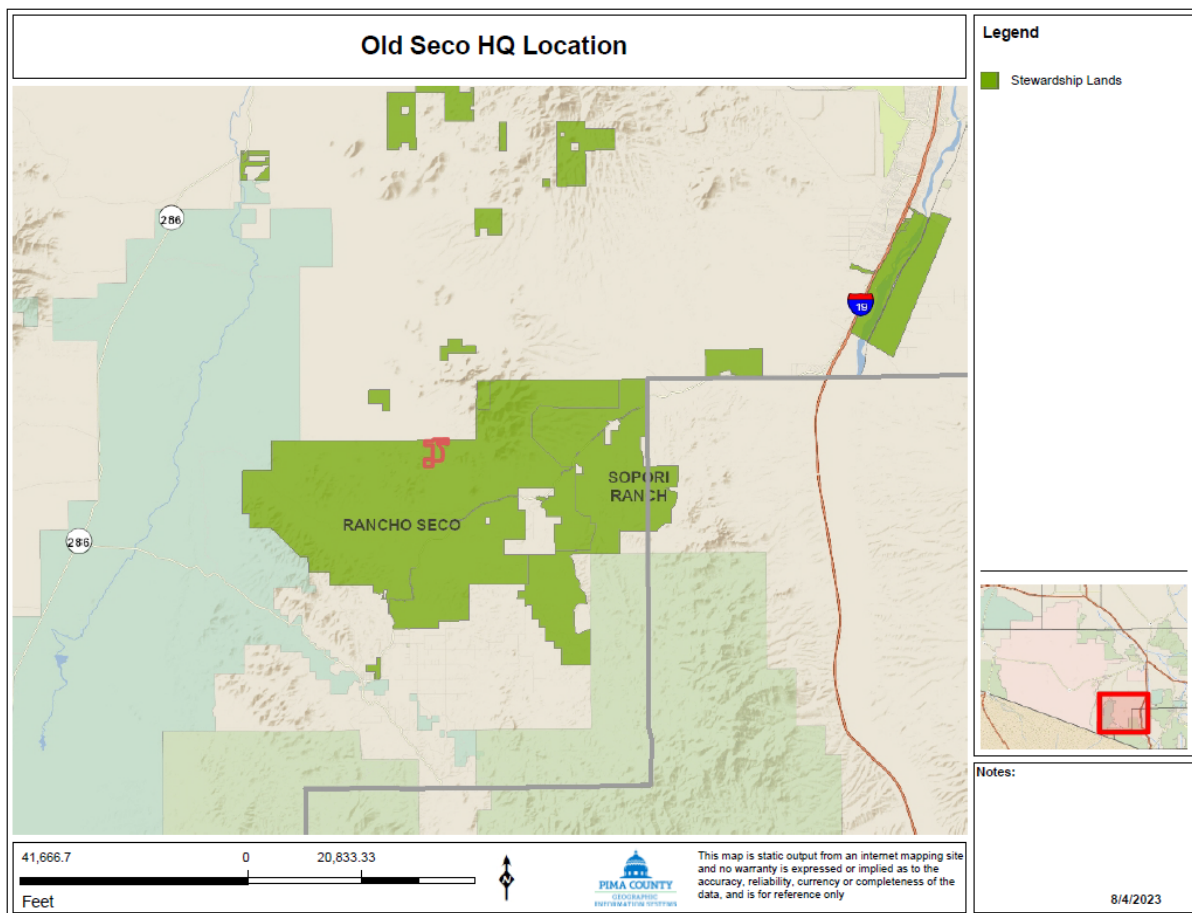 Old Seco HQ Location
Legend
Stewardship Lands
286
19
SOPORI
RANCH
RANCHO SECO
286
Notes:
41,666.7
0
20,833.33
Feet
N
PIMA COUNTY
GEOGRAPHIC
INFORMATION SYSTEMS
This map is static output from an internet mapping site
and no warranty is expressed or implied as to the
accuracy, reliability, currency or completeness of the
data, and is for reference only
8/4/2023